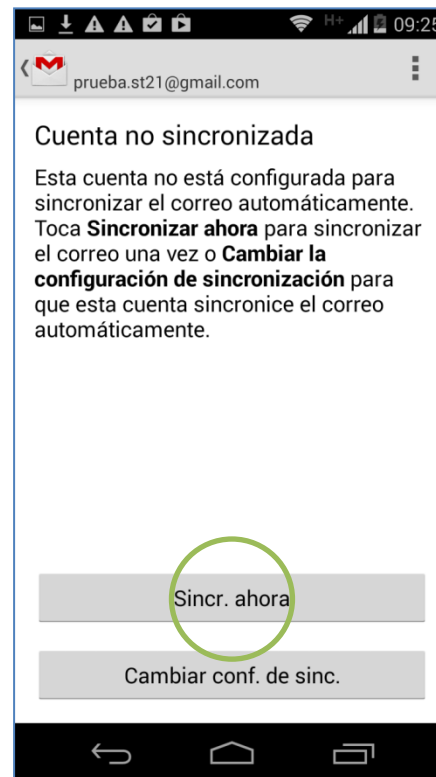 H+ 09:25
prueba.st21@gmail.com
Cuenta no sincronizada
Esta cuenta no está configurada para
sincronizar el correo automáticamente.
Toca Sincronizar ahora para sincronizar
el correo una vez o Cambiar la
configuración de sincronización para
que esta cuenta sincronice el correo
automáticamente.
Sincr. ahora
Cambiar conf. de sinc.